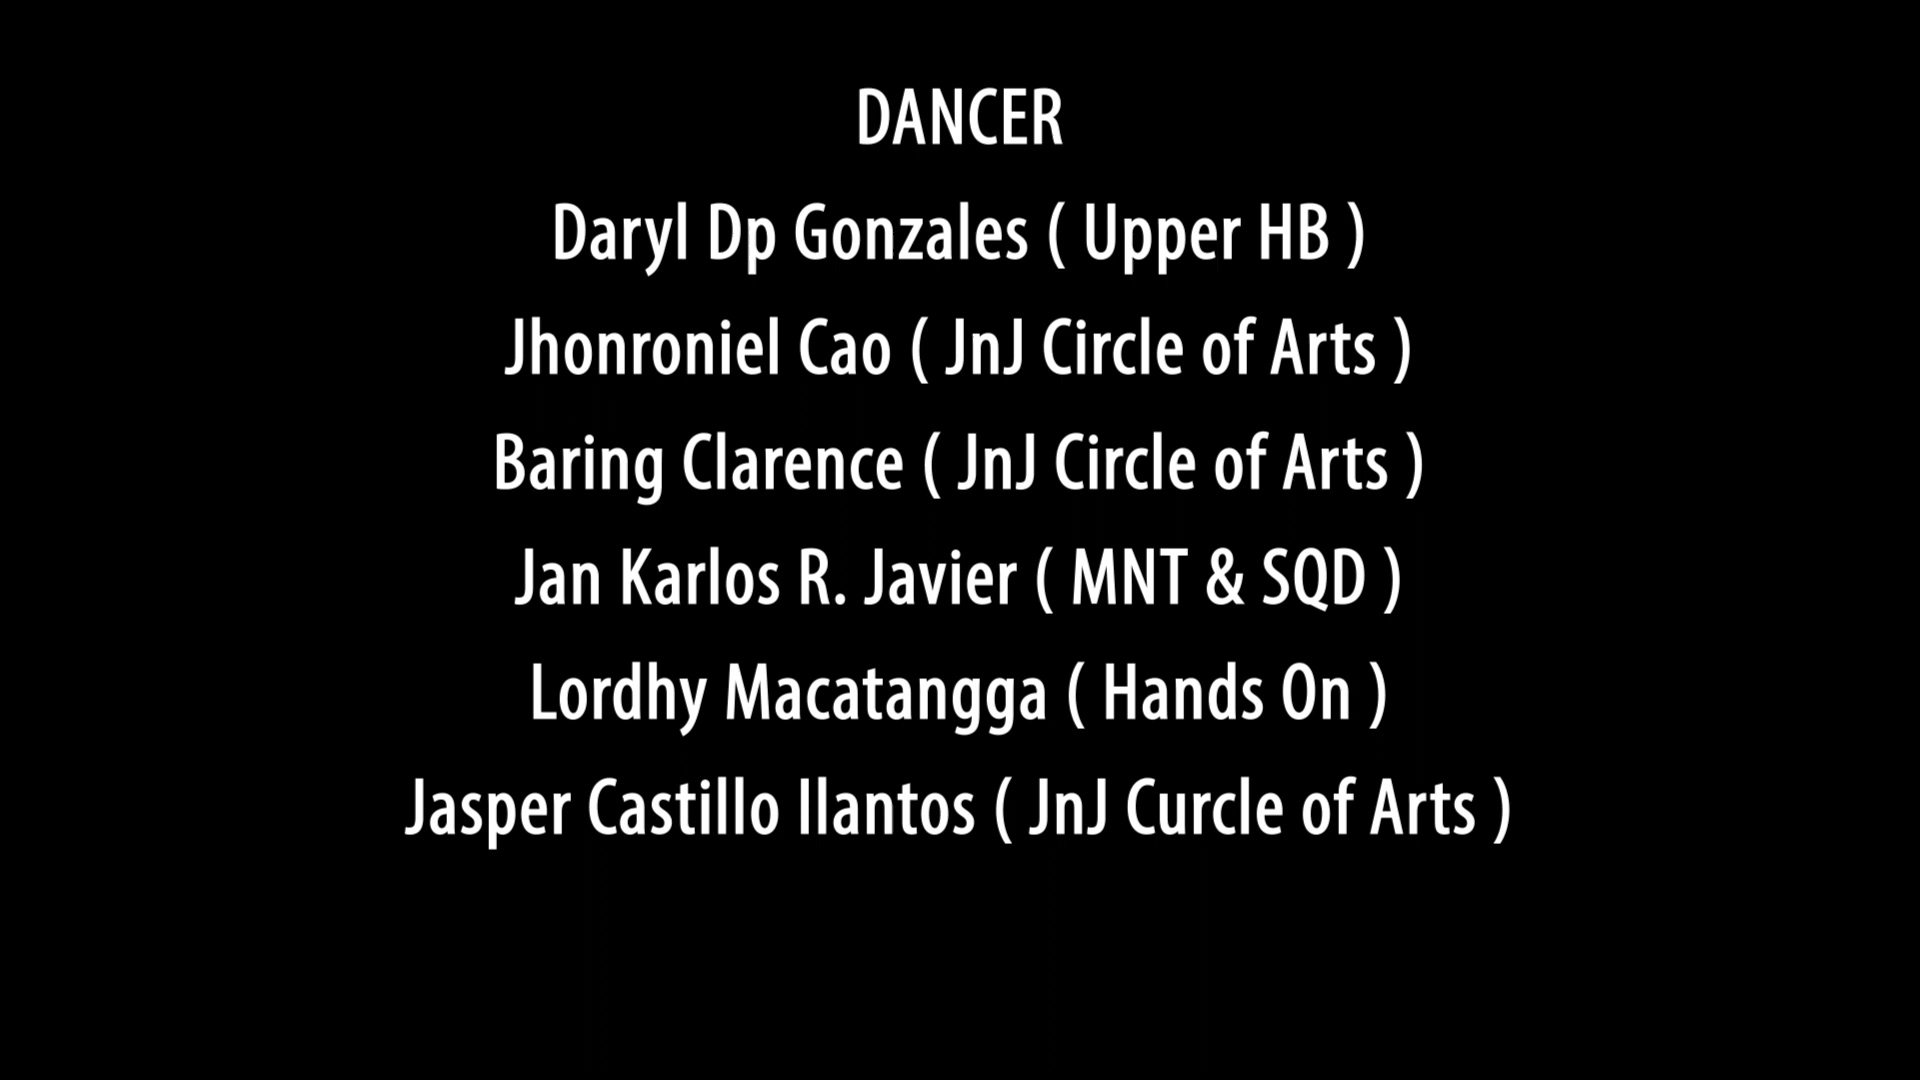 DANCER
Daryl Dp Gonzales ( Upper HB )
Jhonroniel Cao ( JnJ Circle of Arts )
Baring Clarence ( JnJ Circle of Arts )
Jan Karlos R. Javier ( MNT & SQD )
Lordhy Macatangga ( Hands On )
Jasper Castillo Ilantos ( JnJ Curcle of Arts )